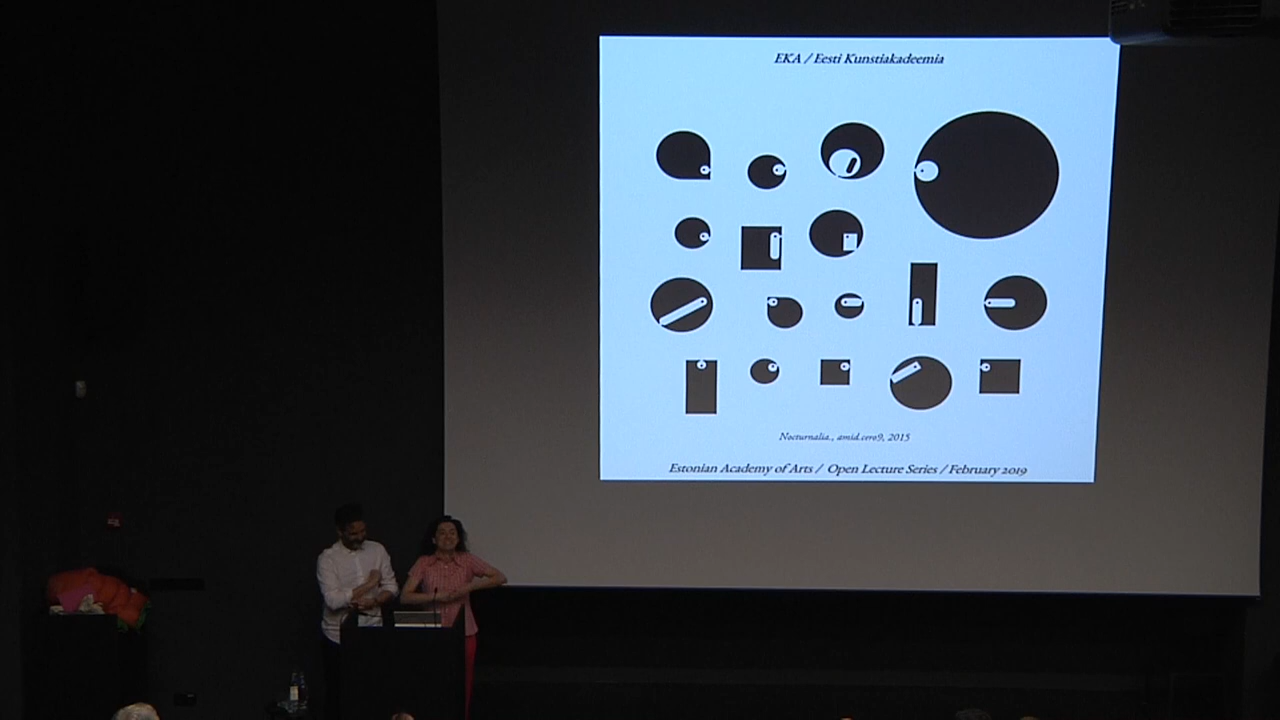 EKA / Eesti Kunstiakadeemia
Nocturnalia., amid.cero9, 2015
Estonian Academy of Arts / Open Lecture Series / February 2019